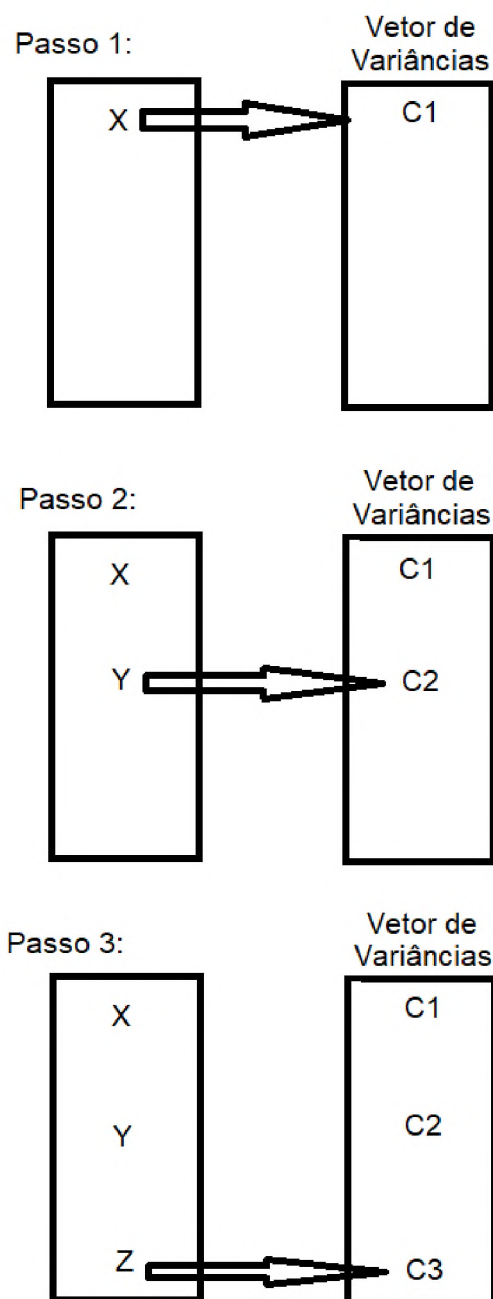 Passo 1:
Vetor de
Variâncias
X
C1
Passo 2:
Vetor de
Variâncias
X
C1
Y
C2
Passo 3:
Vetor de
Variâncias
X
C1
Y
C2
Z
C3